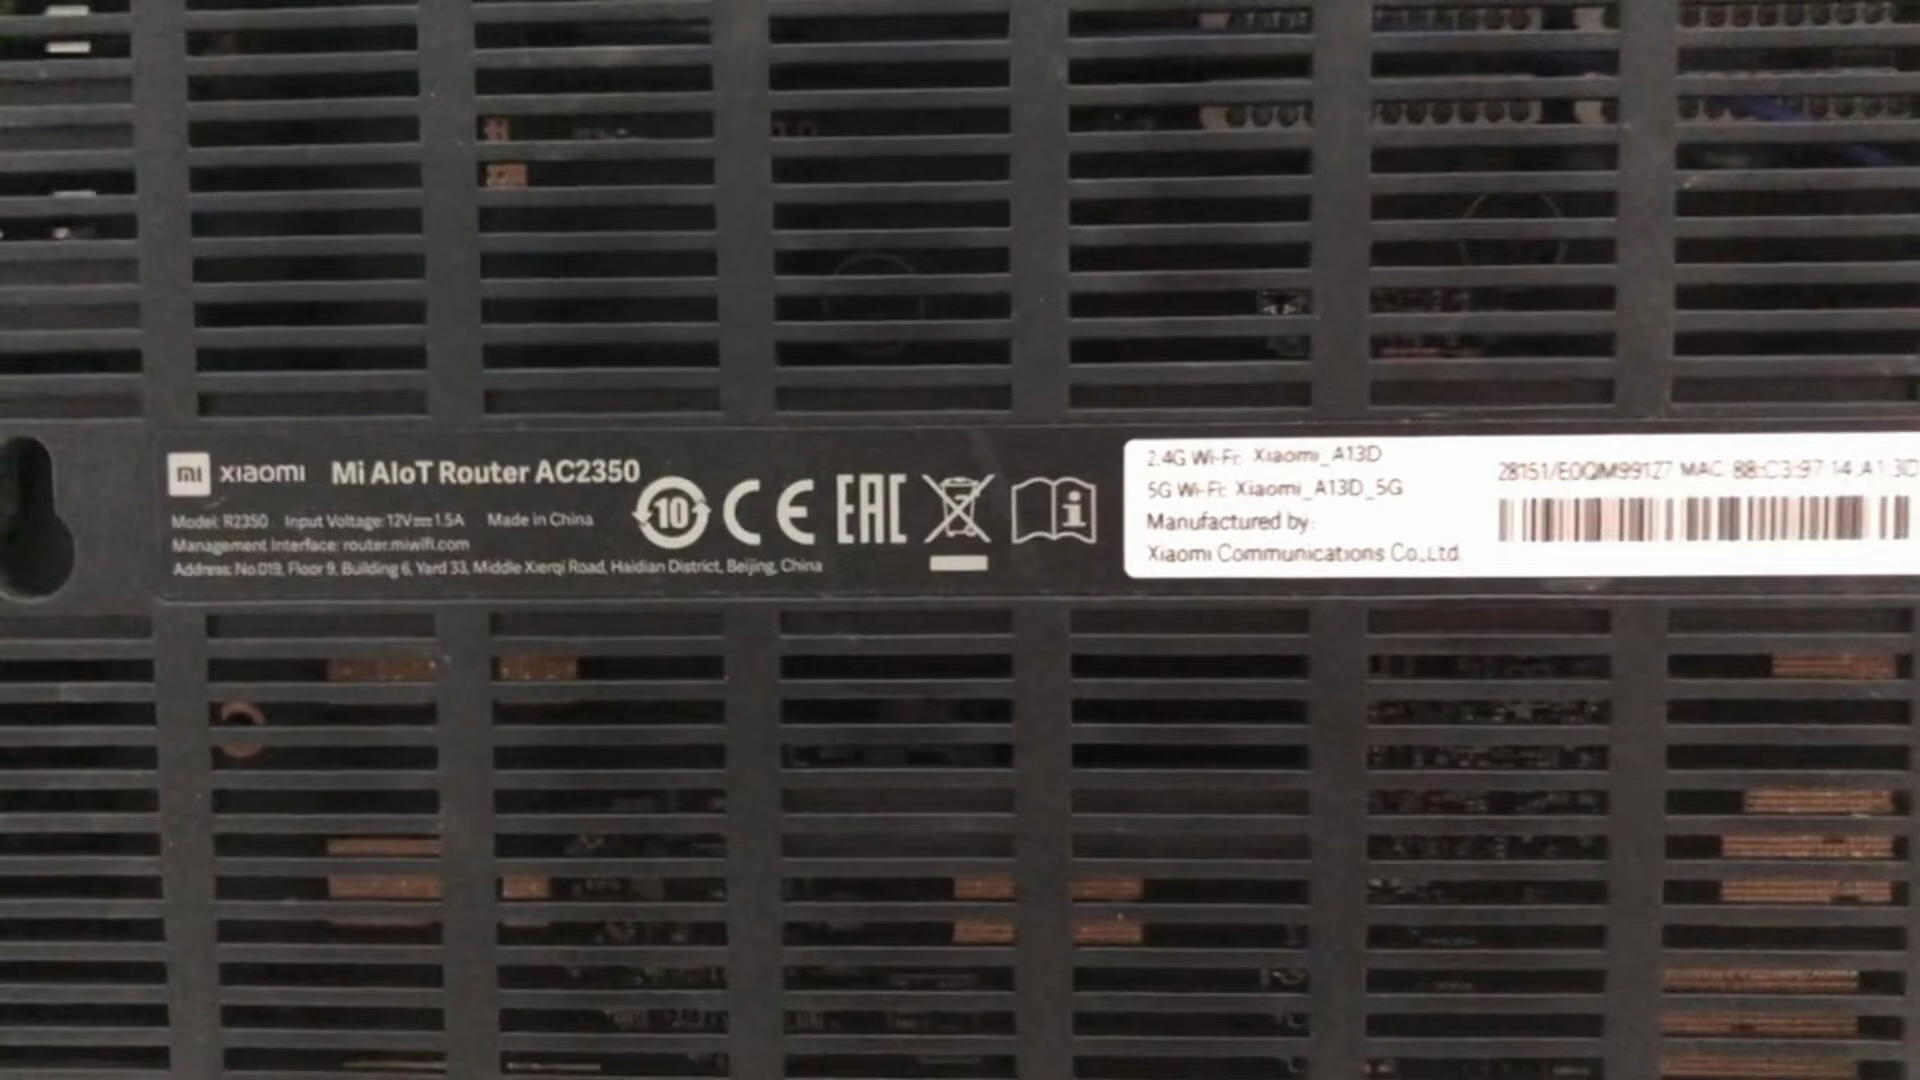 mi xiaomi Mi AIoT Router AC2350
Model: R2350 Input Voltage: 12V⎓1.5A Made in China
Management Interface: router.miwifi.com
Address: No.019, Floor 9, Building 6, Yard 33, Middle Xierqi Road, Haidian District, Beijing, China
10 CE EAC
2.4G Wi-Fi: Xiaomi_A13D
5G Wi-Fi: Xiaomi_A13D_5G
Manufactured by:
Xiaomi Communications Co.,Ltd.
28151/E0QM99127 MAC: 88:C3:97:14:A1:3D